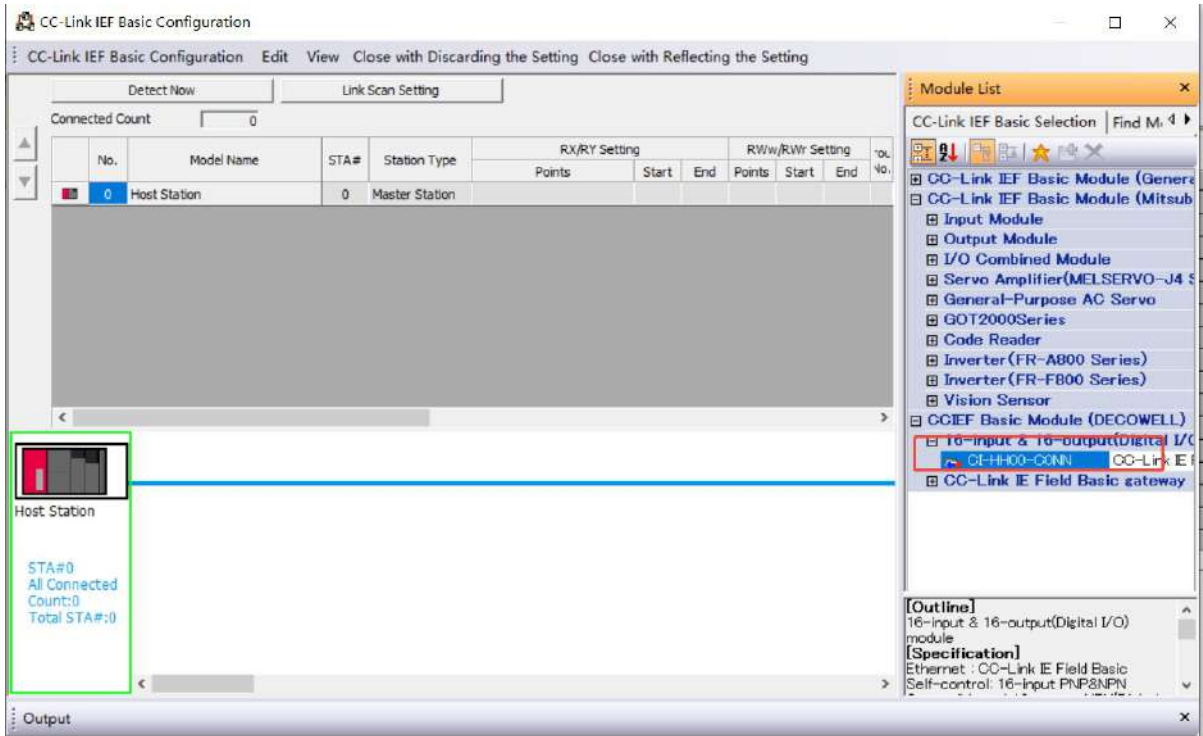 CC-Link IEF Basic Configuration
CC-Link IEF Basic Configuration Edit View Close with Discarding the Setting Close with Reflecting the Setting
Detect Now Link Scan Setting
Connected Count 0
No. Model Name STA# Station Type RX/RY Setting RWw/RWr Setting
Points Start End Points Start End No.
0 Host Station 0 Master Station
Host Station
STA#0
All Connected
Count:0
Total STA#:0
Module List
CC-Link IEF Basic Selection Find M
CC-Link IEF Basic Module (Genera
CC-Link IEF Basic Module (Mitsub
Input Module
Output Module
I/O Combined Module
Servo Amplifier(MELSERVO-J4 S
General-Purpose AC Servo
GOT2000Series
Code Reader
Inverter(FR-A800 Series)
Inverter(FR-F800 Series)
Vision Sensor
CCIEF Basic Module (DECOWELL)
16-input & 16-output(Digital I/O
CI-HH00-CONN CC-Link IE F
CC-Link IE Field Basic gateway
[Outline]
16-input & 16-output(Digital I/O)
module
[Specification]
Ethernet : CC-Link IE Field Basic
Self-control: 16-input PNP&NPN
Output